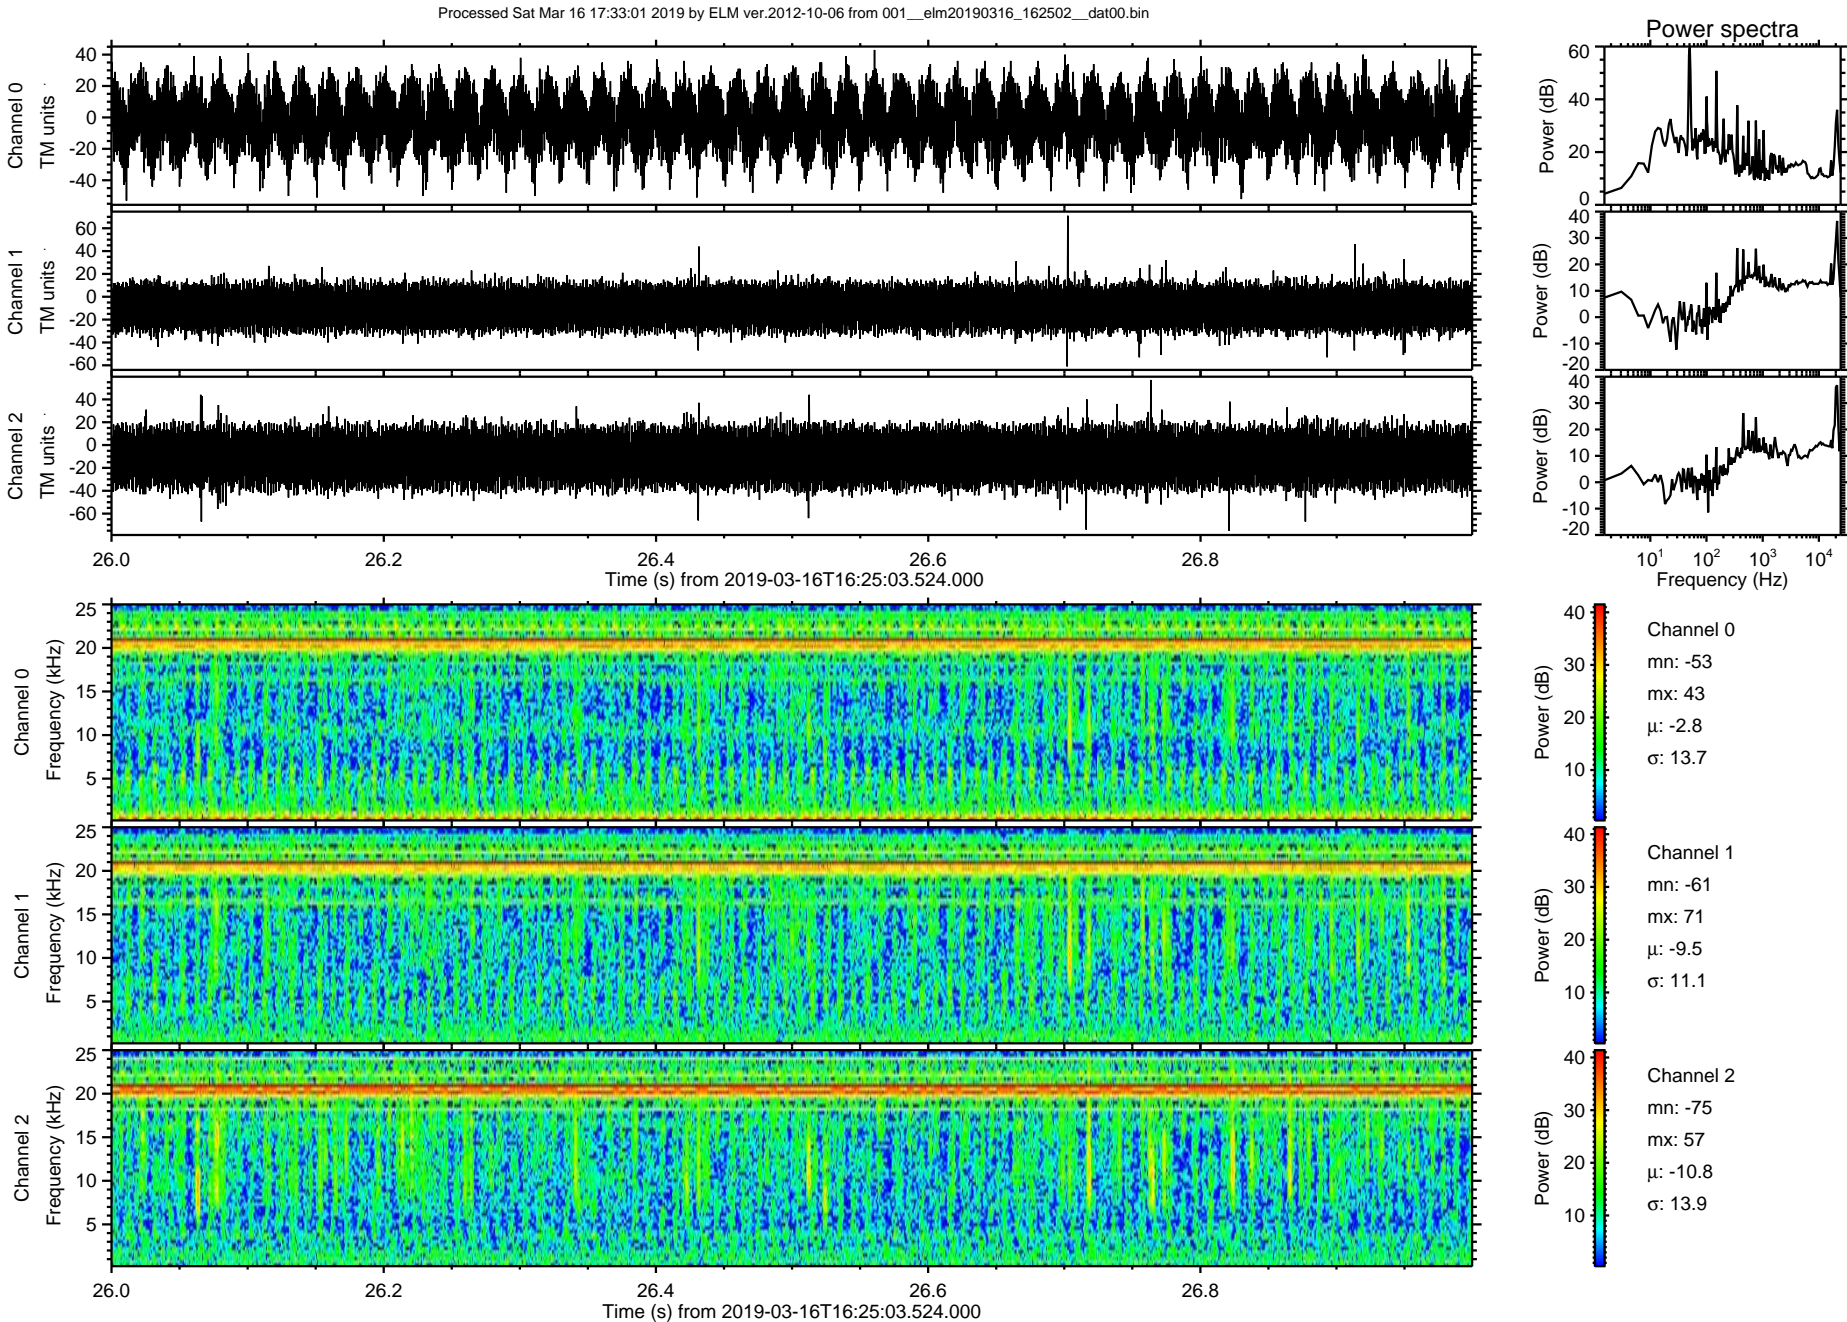 Processed Sat Mar 16 17:33:01 2019 by ELM ver.2012-10-06 from 001__elm20190316_162502__dat00.bin
Power spectra
Channel 0
TM units
40
20
0
-20
-40
Power (dB)
60
40
20
0
Channel 1
TM units
60
40
20
0
-20
-40
-60
Power (dB)
40
30
20
10
0
-10
-20
Channel 2
TM units
40
20
0
-20
-40
-60
Power (dB)
40
30
20
10
0
-10
-20
26.0 26.2 26.4 26.6 26.8
Time (s) from 2019-03-16T16:25:03.524.000
10^1 10^2 10^3 10^4
Frequency (Hz)
Channel 0
Frequency (kHz)
25
20
15
10
5
Power (dB)
40
30
20
10
Channel 0
mn: -53
mx: 43
μ: -2.8
σ: 13.7
Channel 1
Frequency (kHz)
25
20
15
10
5
Power (dB)
40
30
20
10
Channel 1
mn: -61
mx: 71
μ: -9.5
σ: 11.1
Channel 2
Frequency (kHz)
25
20
15
10
5
Power (dB)
40
30
20
10
Channel 2
mn: -75
mx: 57
μ: -10.8
σ: 13.9
26.0 26.2 26.4 26.6 26.8
Time (s) from 2019-03-16T16:25:03.524.000